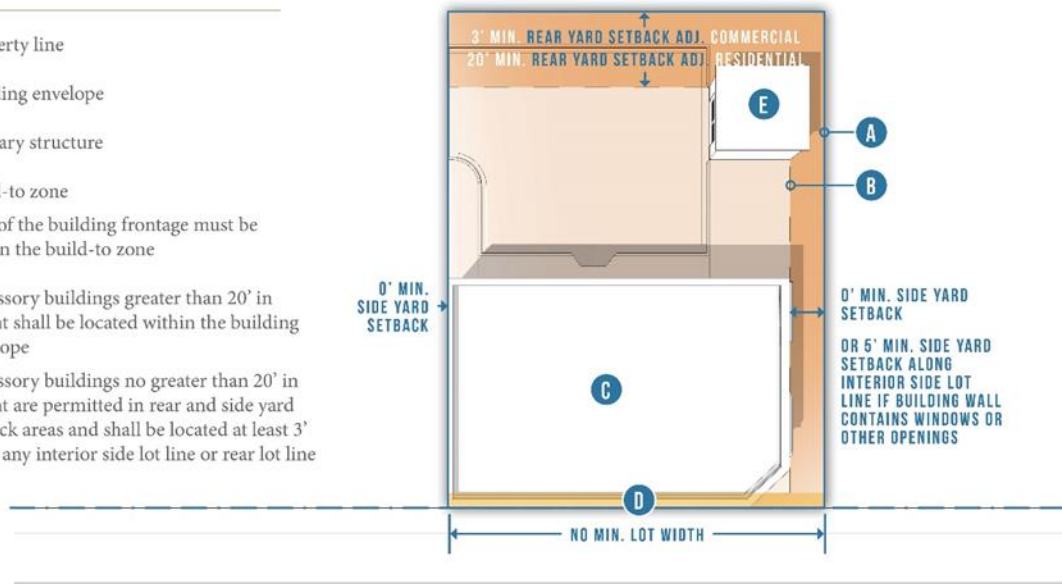 erty line
ing envelope
ary structure
-to zone
of the building frontage must be
n the build-to zone
ssory buildings greater than 20' in
t shall be located within the building
ope
ssory buildings no greater than 20' in
t are permitted in rear and side yard
ck areas and shall be located at least 3'
any interior side lot line or rear lot line
3' MIN. REAR YARD SETBACK ADJ. COMMERCIAL
20' MIN. REAR YARD SETBACK ADJ. RESIDENTIAL
E
A
B
0' MIN.
SIDE YARD
SETBACK
0' MIN. SIDE YARD
SETBACK
OR 5' MIN. SIDE YARD
SETBACK ALONG
INTERIOR SIDE LOT
LINE IF BUILDING WALL
CONTAINS WINDOWS OR
OTHER OPENINGS
C
D
NO MIN. LOT WIDTH